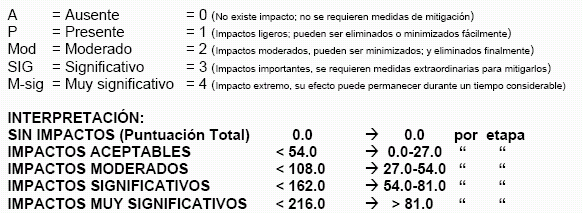 A = Ausente = 0 (No existe impacto; no se requieren medidas de mitigación)
P = Presente = 1 (Impactos ligeros; pueden ser eliminados o minimizados fácilmente)
Mod = Moderado = 2 (Impactos moderados, pueden ser minimizados; y eliminados finalmente)
SIG = Significativo = 3 (Impactos importantes, se requieren medidas extraordinarias para mitigarlos)
M-sig = Muy significativo = 4 (Impacto extremo, su efecto puede permanecer durante un tiempo considerable)
INTERPRETACIÓN:
SIN IMPACTOS (Puntuación Total) 0.0 → 0.0 por etapa
IMPACTOS ACEPTABLES < 54.0 → 0.0-27.0 “ “
IMPACTOS MODERADOS < 108.0 → 27.0-54.0 “ “
IMPACTOS SIGNIFICATIVOS < 162.0 → 54.0-81.0 “ “
IMPACTOS MUY SIGNIFICATIVOS < 216.0 → > 81.0 “ “